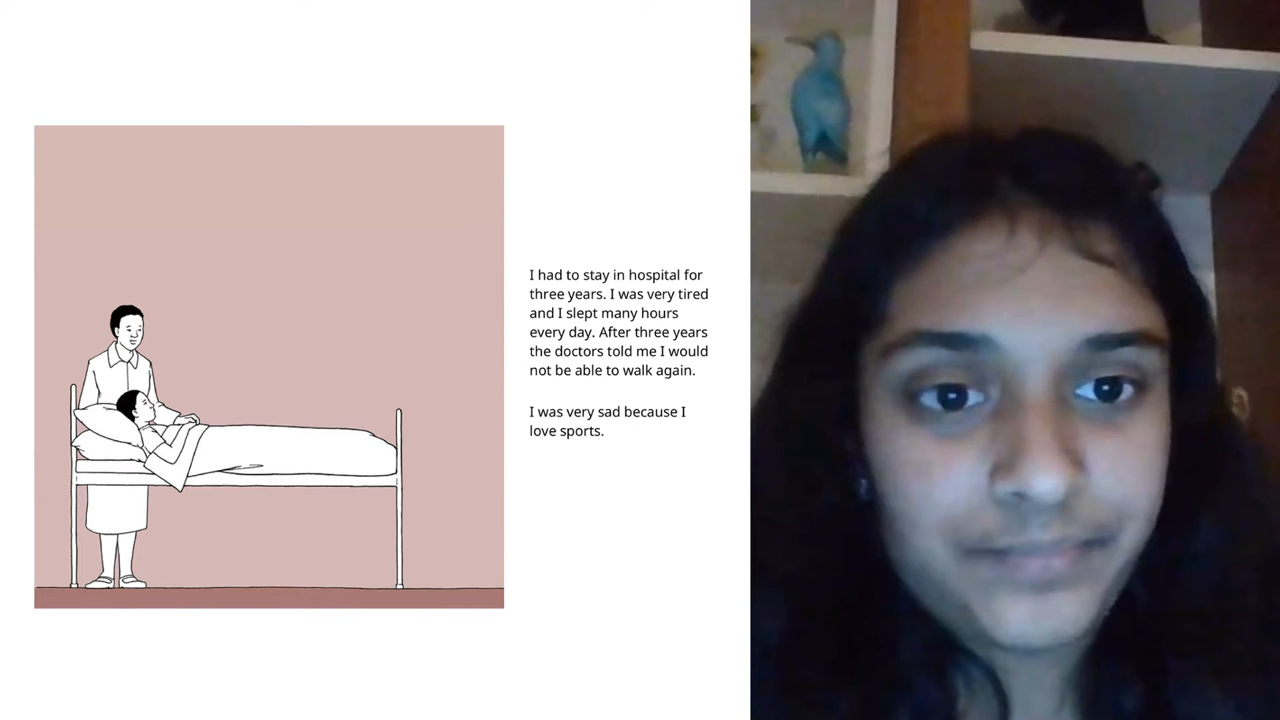 I had to stay in hospital for
three years. I was very tired
and I slept many hours
every day. After three years
the doctors told me I would
not be able to walk again.
I was very sad because I
love sports.